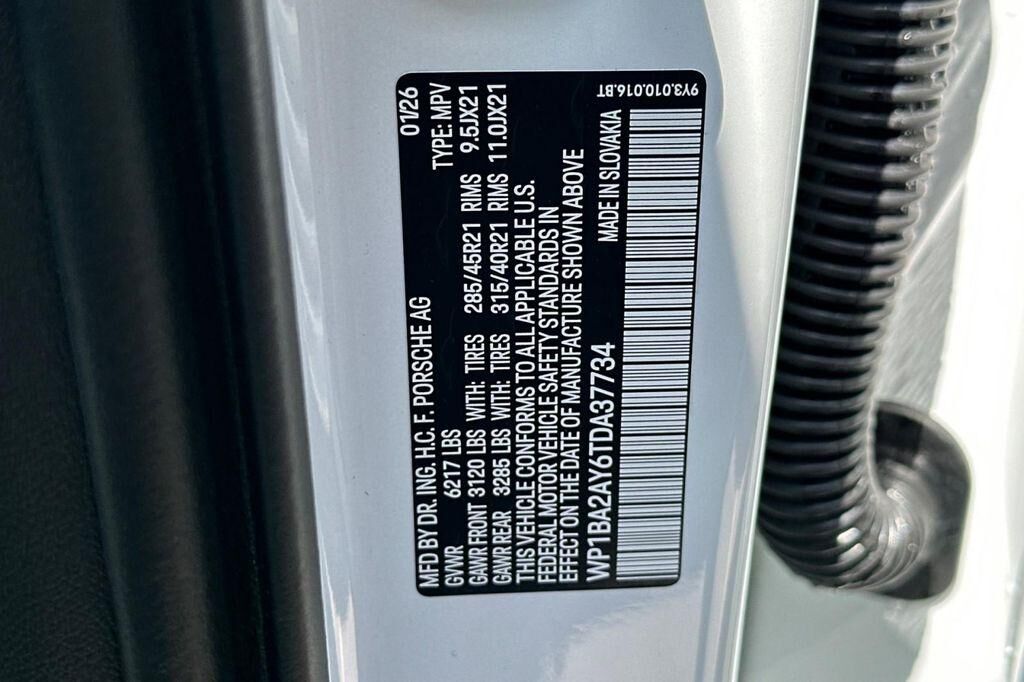 MFD BY DR. ING. H.C. F. PORSCHE AG 01/26
GVWR 6217 LBS TYPE: MPV
GAWR FRONT 3120 LBS WITH: TIRES 285/45R21 RIMS 9.5JX21
GAWR REAR 3285 LBS WITH: TIRES 315/40R21 RIMS 11.0JX21
THIS VEHICLE CONFORMS TO ALL APPLICABLE U.S.
FEDERAL MOTOR VEHICLE SAFETY STANDARDS IN
EFFECT ON THE DATE OF MANUFACTURE SHOWN ABOVE
WP1BA2AY6TDA37734 MADE IN SLOVAKIA
9Y3.010.016.BT